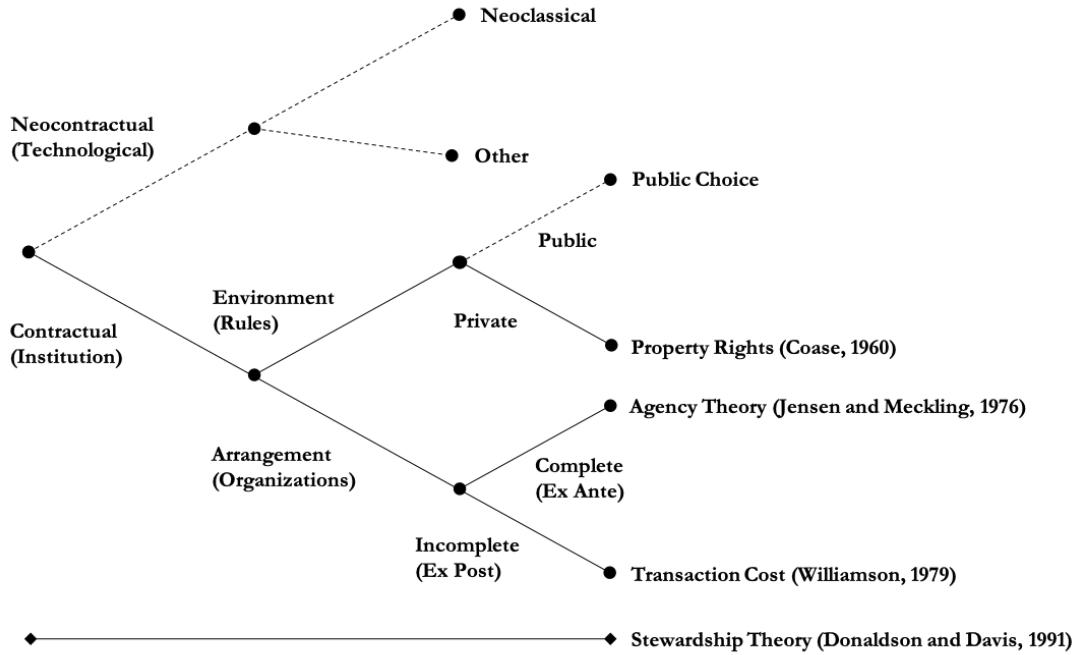 Neoclassical
Neocontractual
(Technological)
Other
Public Choice
Public
Environment
(Rules)
Private
Contractual
(Institution)
Property Rights (Coase, 1960)
Agency Theory (Jensen and Meckling, 1976)
Arrangement
(Organizations)
Complete
(Ex Ante)
Incomplete
(Ex Post)
Transaction Cost (Williamson, 1979)
Stewardship Theory (Donaldson and Davis, 1991)